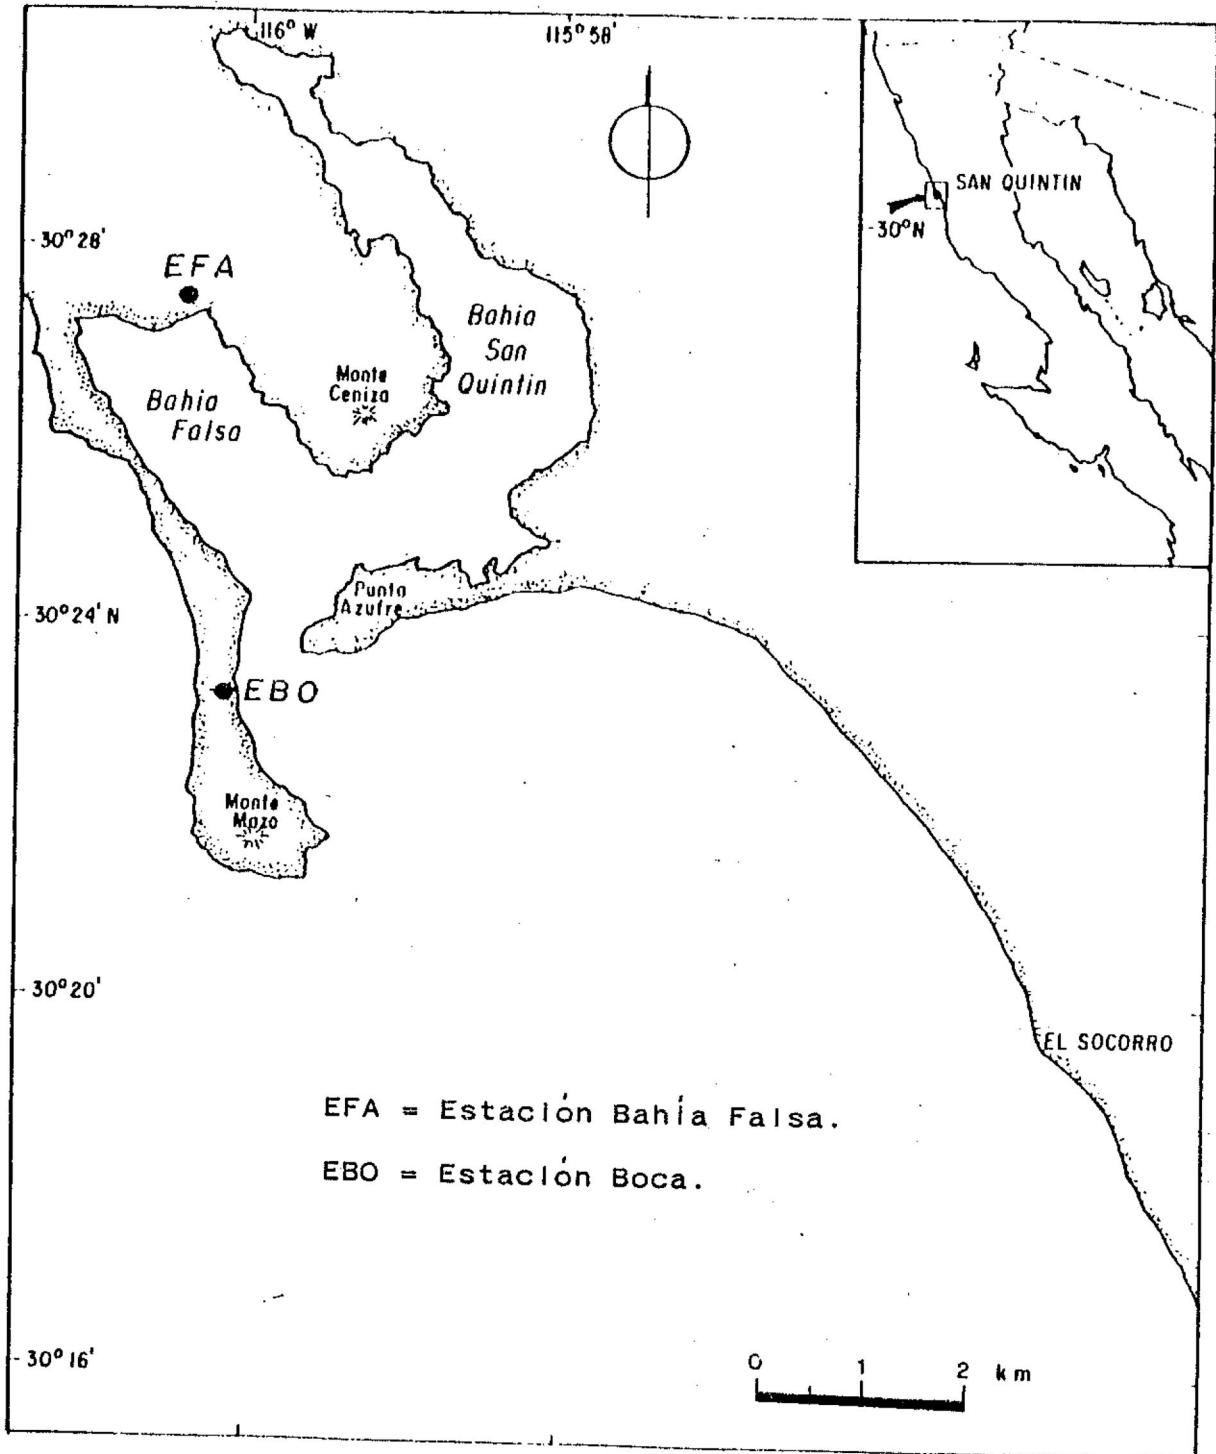 116° W
115° 58'
SAN QUINTIN
30°N
30° 28'
EFA
Bahia
San
Quintin
Monte
Ceniza
Bahia
Falsa
Punta
Azufre
30° 24' N
EBO
Monte
Mazo
30° 20'
EL SOCORRO
EFA = Estación Bahía Falsa.
EBO = Estación Boca.
30° 16'
0 1 2 km